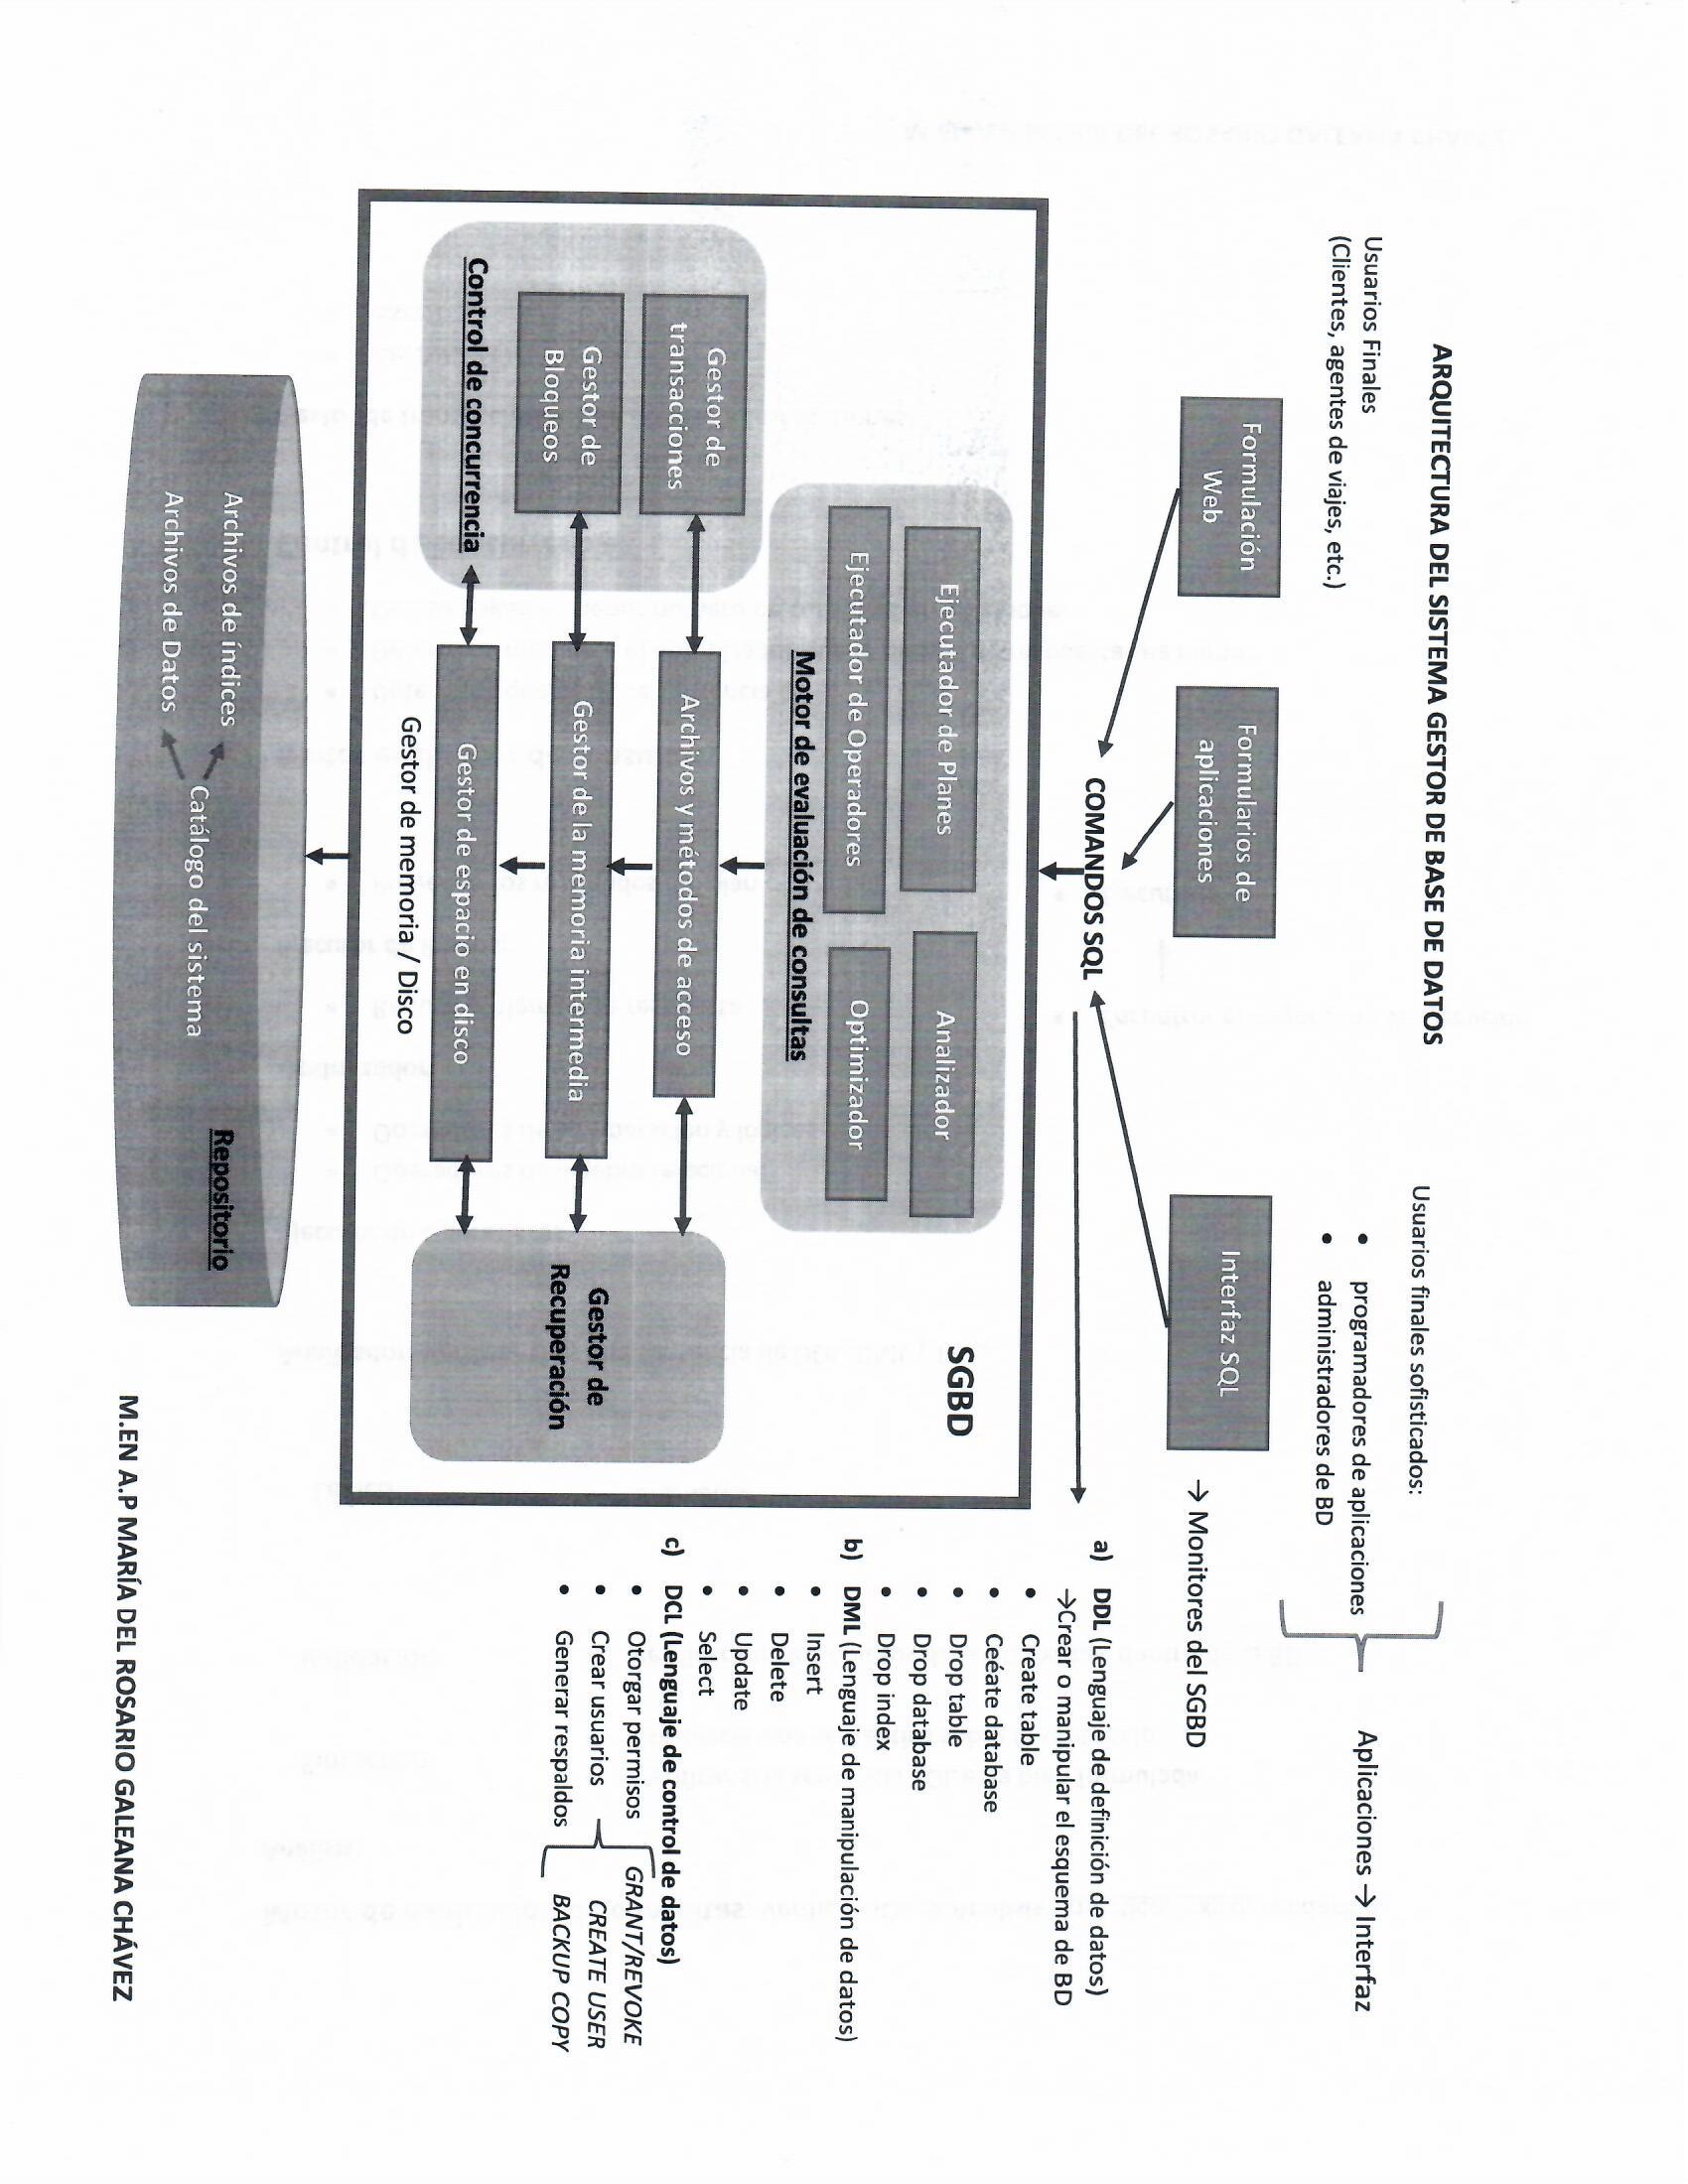 ARQUITECTURA DEL SISTEMA GESTOR DE BASE DE DATOS
Usuarios Finales
(Clientes, agentes de viajes, etc.)
Usuarios finales sofisticados:
• programadores de aplicaciones
• administradores de BD
Aplicaciones → Interfaz
Formulación
Web
Formularios de
aplicaciones
Interfaz SQL
→ Monitores del SGBD
COMANDOS SQL
a) DDL (Lenguaje de definición de datos)
→Crear o manipular el esquema de BD
• Create table
• Ceéate database
• Drop table
• Drop database
• Drop index
b) DML (Lenguaje de manipulación de datos)
• Insert
• Delete
• Update
• Select
c) DCL (Lenguaje de control de datos)
• Otorgar permisos GRANT/REVOKE
• Crear usuarios CREATE USER
• Generar respaldos BACKUP COPY
SGBD
Ejecutador de Planes
Analizador
Ejecutador de Operadores
Optimizador
Motor de evaluación de consultas
Gestor de
transacciones
Archivos y métodos de acceso
Gestor de
Bloqueos
Gestor de la memoria intermedia
Gestor de
Recuperación
Control de concurrencia
Gestor de espacio en disco
Gestor de memoria / Disco
Archivos de índices
Catálogo del sistema
Archivos de Datos
Repositorio
M.EN A.P MARÍA DEL ROSARIO GALEANA CHÁVEZ